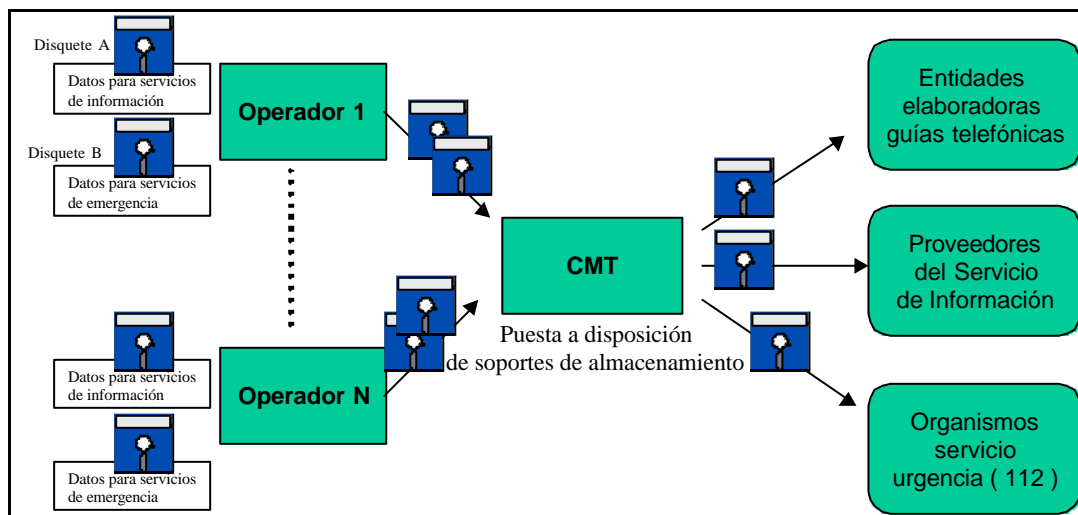 Disquete A
Datos para servicios
de información
Disquete B
Datos para servicios
de emergencia
Operador 1
Datos para servicios
de información
Datos para servicios
de emergencia
Operador N
CMT
Puesta a disposición
de soportes de almacenamiento
Entidades
elaboradoras
guías telefónicas
Proveedores
del Servicio
de Información
Organismos
servicio
urgencia ( 112 )